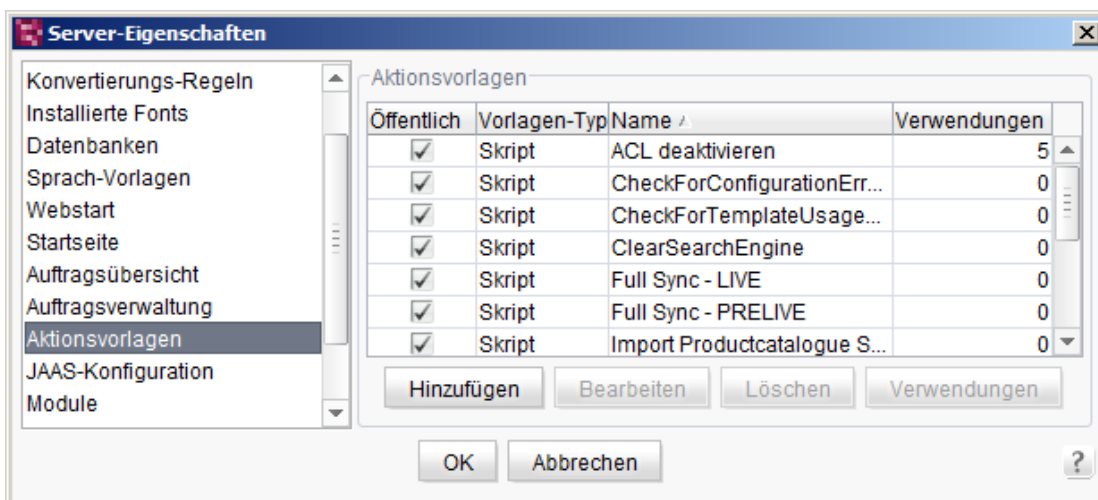 Server-Eigenschaften
Konvertierungs-Regeln
Installierte Fonts
Datenbanken
Sprach-Vorlagen
Webstart
Startseite
Auftragsübersicht
Auftragsverwaltung
Aktionsvorlagen
JAAS-Konfiguration
Module
Aktionsvorlagen
Öffentlich Vorlagen-Typ Name Verwendungen
Skript ACL deaktivieren 5
Skript CheckForConfigurationErr... 0
Skript CheckForTemplateUsage... 0
Skript ClearSearchEngine 0
Skript Full Sync - LIVE 0
Skript Full Sync - PRELIVE 0
Skript Import Productcatalogue S... 0
Hinzufügen Bearbeiten Löschen Verwendungen
OK Abbrechen ?